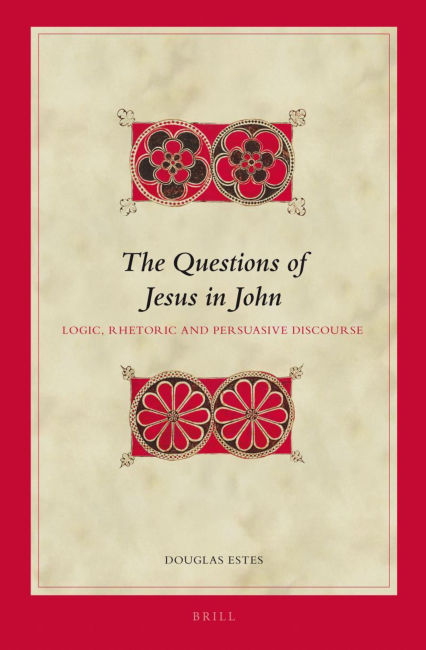 The Questions of
Jesus in John
LOGIC, RHETORIC AND PERSUASIVE DISCOURSE
DOUGLAS ESTES
BRILL